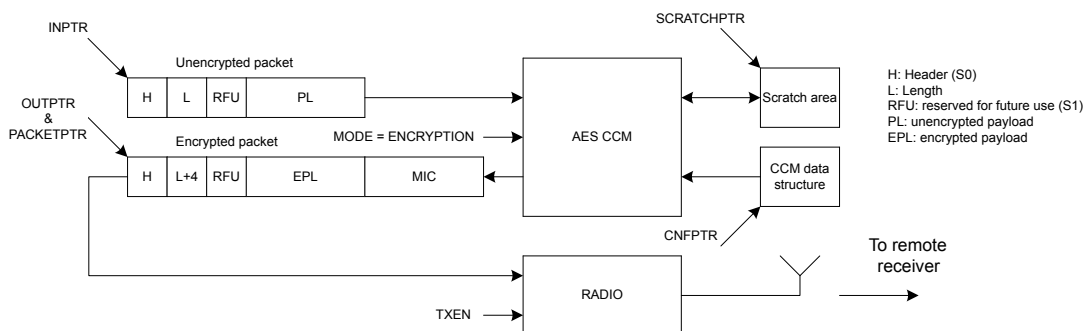 INPTR
SCRATCHPTR
Unencrypted packet
H L RFU PL
OUTPTR
&
PACKETPTR
MODE = ENCRYPTION
Encrypted packet
H L+4 RFU EPL MIC
AES CCM
Scratch area
CCM data
structure
CNFPTR
H: Header (S0)
L: Length
RFU: reserved for future use (S1)
PL: unencrypted payload
EPL: encrypted payload
To remote
receiver
RADIO
TXEN